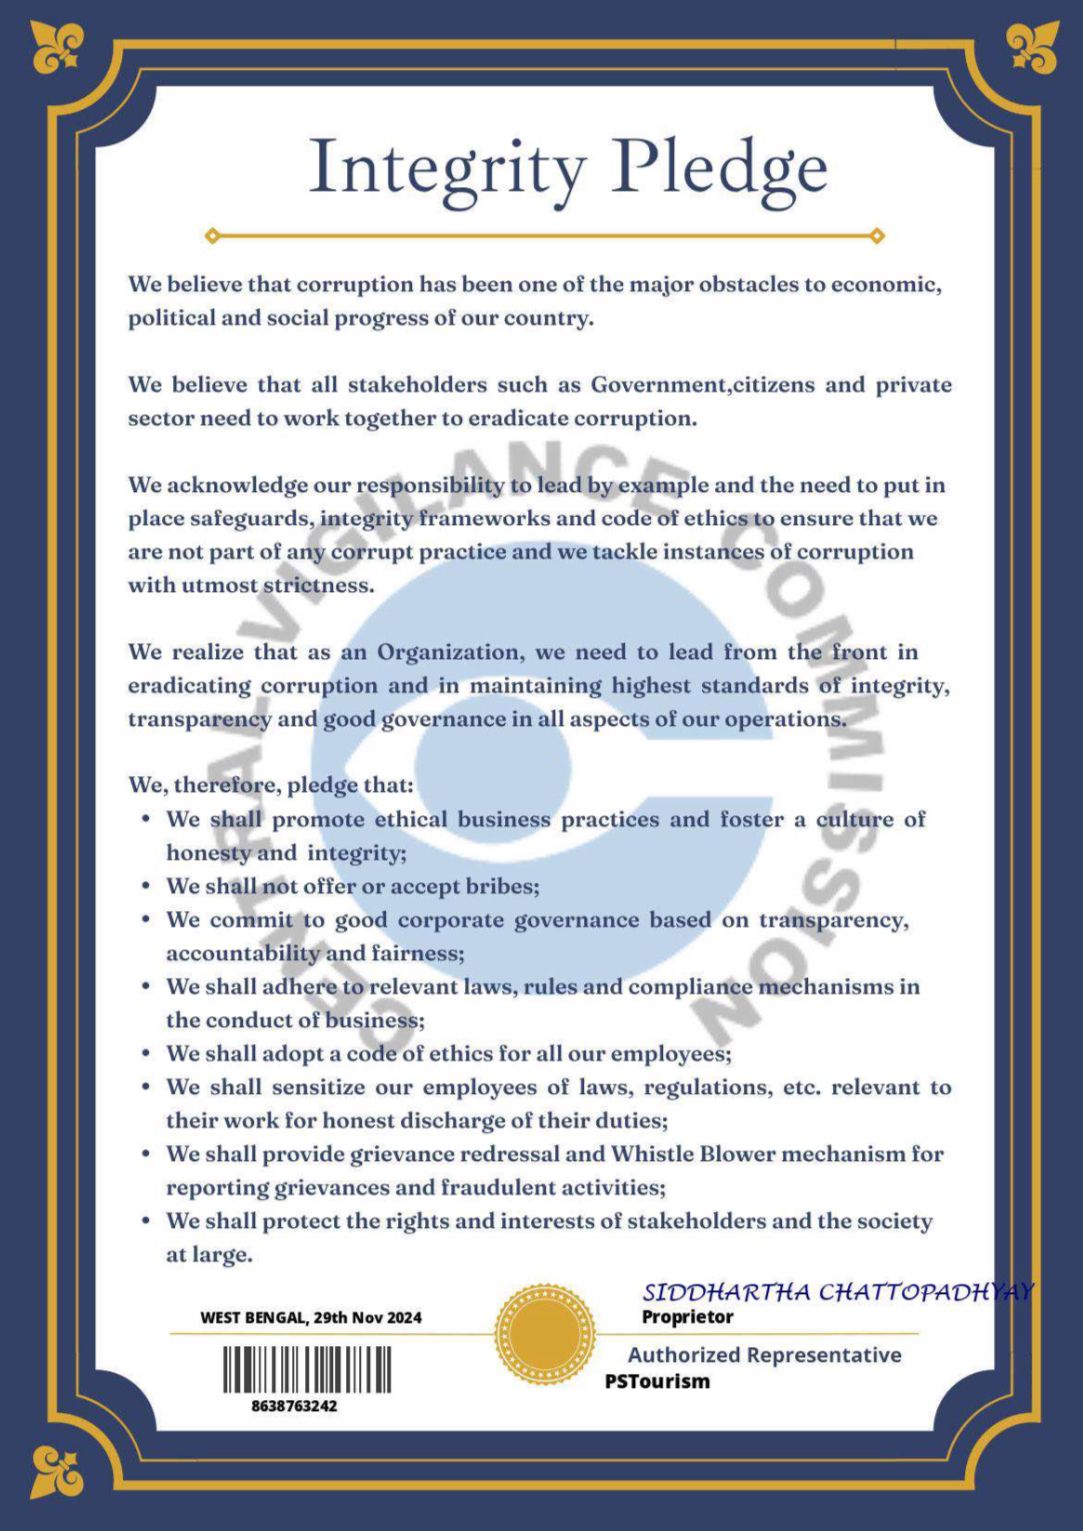 Integrity Pledge
We believe that corruption has been one of the major obstacles to economic,
political and social progress of our country.
We believe that all stakeholders such as Government,citizens and private
sector need to work together to eradicate corruption.
We acknowledge our responsibility to lead by example and the need to put in
place safeguards, integrity frameworks and code of ethics to ensure that we
are not part of any corrupt practice and we tackle instances of corruption
with utmost strictness.
We realize that as an Organization, we need to lead from the front in
eradicating corruption and in maintaining highest standards of integrity,
transparency and good governance in all aspects of our operations.
We, therefore, pledge that:
• We shall promote ethical business practices and foster a culture of
honesty and integrity;
• We shall not offer or accept bribes;
• We commit to good corporate governance based on transparency,
accountability and fairness;
• We shall adhere to relevant laws, rules and compliance mechanisms in
the conduct of business;
• We shall adopt a code of ethics for all our employees;
• We shall sensitize our employees of laws, regulations, etc. relevant to
their work for honest discharge of their duties;
• We shall provide grievance redressal and Whistle Blower mechanism for
reporting grievances and fraudulent activities;
• We shall protect the rights and interests of stakeholders and the society
at large.
CENTRAL VIGILANCE COMMISSION
SIDDHARTHA CHATTOPADHYAY
WEST BENGAL, 29th Nov 2024
Proprietor
Authorized Representative
PSTourism
8638763242